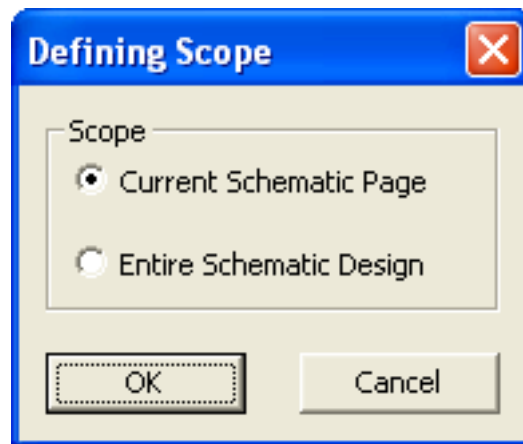 Defining Scope
Scope
Current Schematic Page
Entire Schematic Design
OK
Cancel